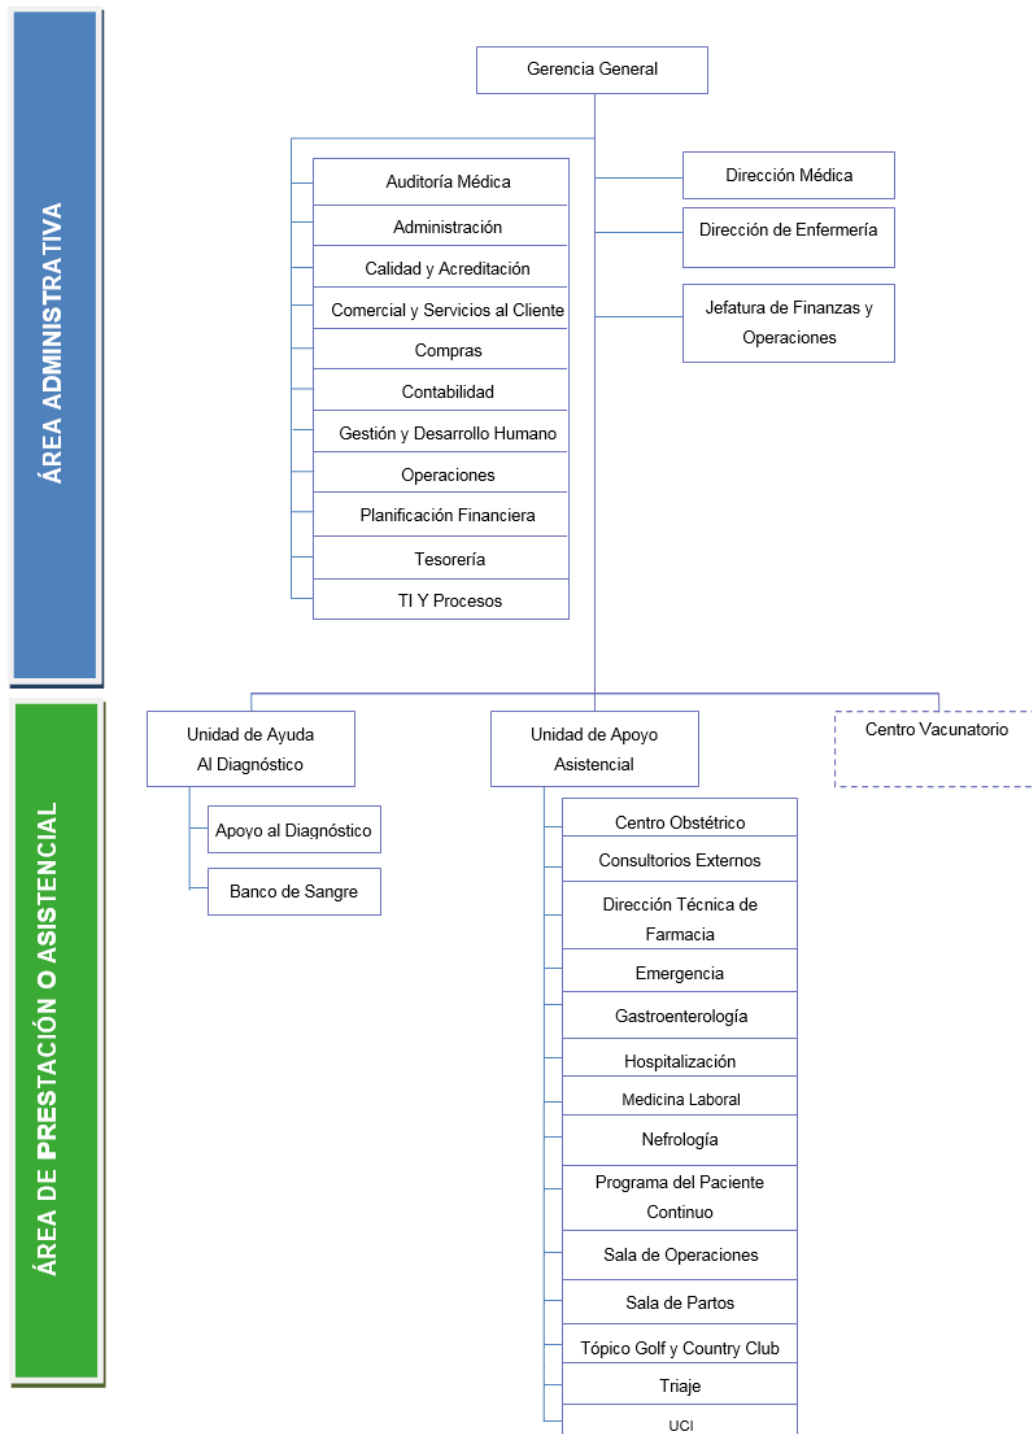 ÁREA ADMINISTRATIVA
Gerencia General
Auditoría Médica
Administración
Calidad y Acreditación
Comercial y Servicios al Cliente
Compras
Contabilidad
Gestión y Desarrollo Humano
Operaciones
Planificación Financiera
Tesorería
TI Y Procesos
Dirección Médica
Dirección de Enfermería
Jefatura de Finanzas y
Operaciones
ÁREA DE PRESTACIÓN O ASISTENCIAL
Unidad de Ayuda
Al Diagnóstico
Apoyo al Diagnóstico
Banco de Sangre
Unidad de Apoyo
Asistencial
Centro Obstétrico
Consultorios Externos
Dirección Técnica de
Farmacia
Emergencia
Gastroenterología
Hospitalización
Medicina Laboral
Nefrología
Programa del Paciente
Continuo
Sala de Operaciones
Sala de Partos
Tópico Golf y Country Club
Triaje
UCI
Centro Vacunatorio